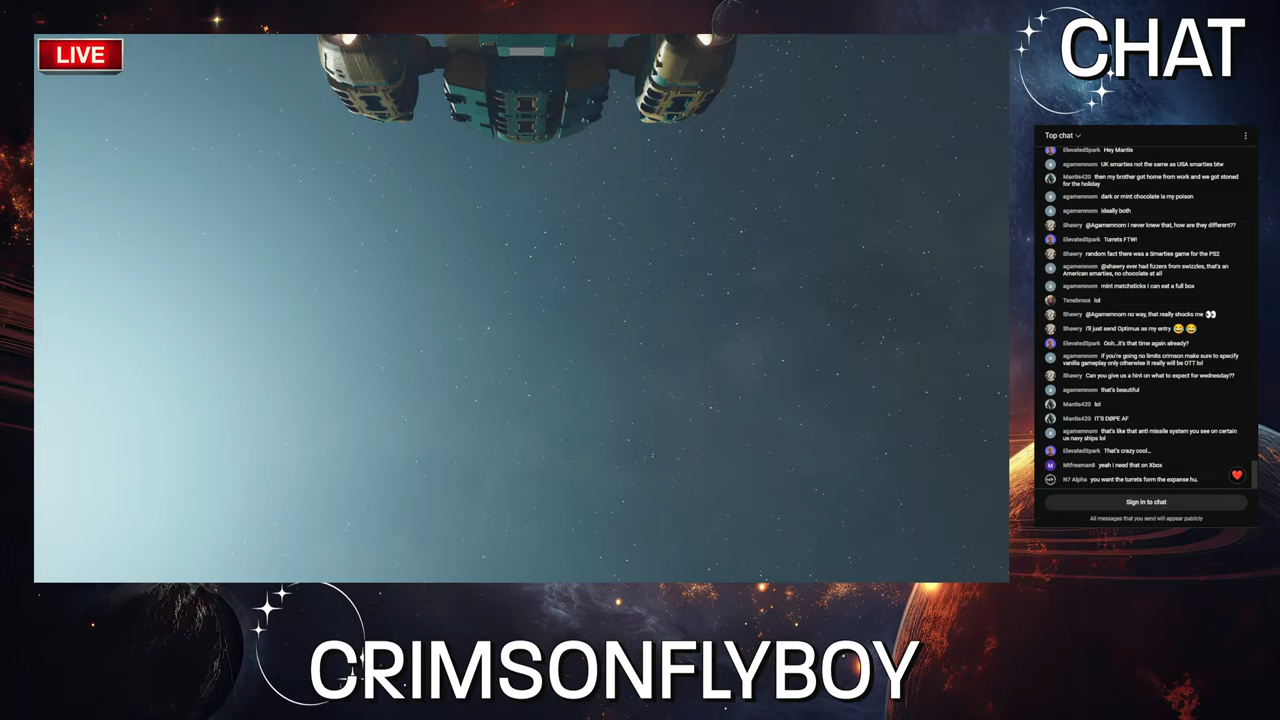 LIVE
CHAT
Top chat
ElevatedSpark Hey Mantis
agamemnom UK smarties not the same as USA smarties btw
Mantis420 then my brother got home from work and we got stoned
for the holiday
agamemnom dark or mint chocolate is my poison
agamemnom ideally both
Shawry @Agamemnom I never knew that, how are they different??
ElevatedSpark Turrets FTW!
Shawry random fact there was a Smarties game for the PS2
agamemnom @shawry ever had fizzers from swizzles, that's an
American smarties, no chocolate at all
agamemnom mint matchsticks I can eat a full box
Tenebrous lol
Shawry @Agamemnom no way, that really shocks me 👀
Shawry I'll just send Optimus as my entry 😂 😂
ElevatedSpark Ooh...it's that time again already?
agamemnom if you're going no limits crimson make sure to specify
vanilla gameplay only otherwise it really will be OTT lol
Shawry Can you give us a hint on what to expect for wednesday??
agamemnom that's beautiful
Mantis420 lol
Mantis420 IT'S DØPE AF
agamemnom that's like that anti missile system you see on certain
us navy ships lol
ElevatedSpark That's crazy cool...
M Mtfreeman8 yeah I need that on Xbox
N7 Alpha you want the turrets form the expanse hu.
Sign in to chat
All messages that you send will appear publicly
CRIMSONFLYBOY